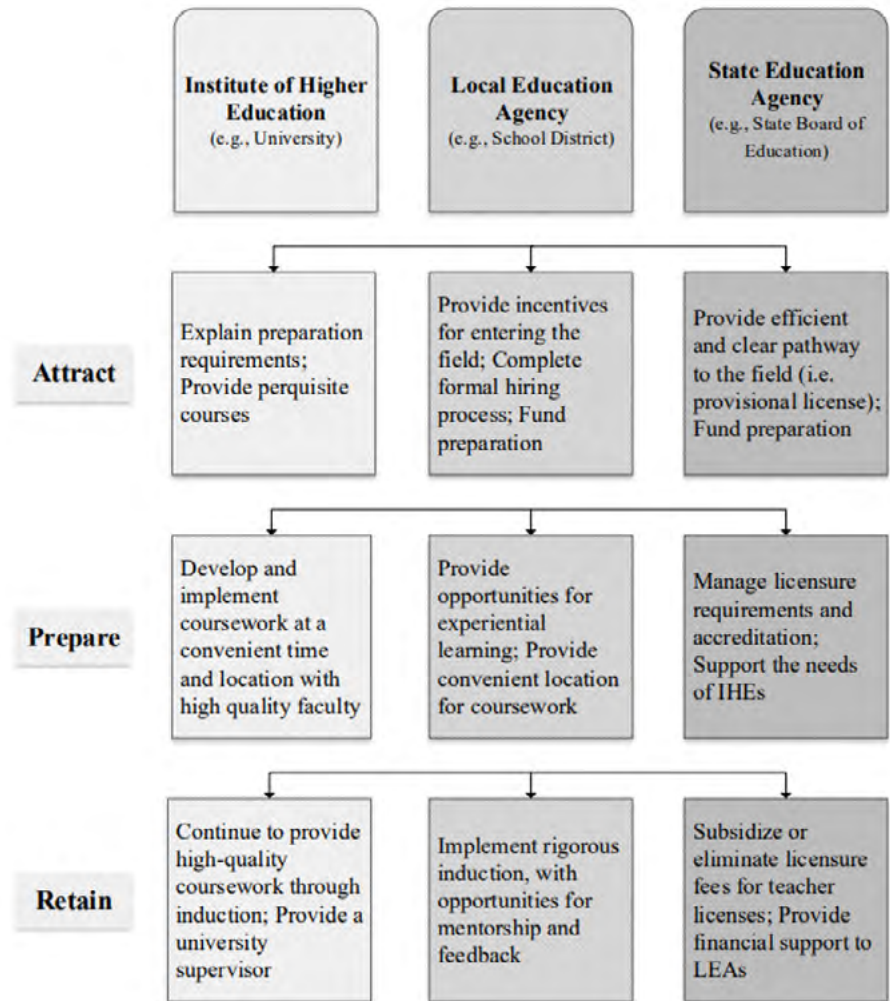 Institute of Higher
Education
(e.g., University)
Local Education
Agency
(e.g., School District)
State Education
Agency
(e.g., State Board of
Education)
Attract
Explain preparation
requirements;
Provide perquisite
courses
Provide incentives
for entering the
field; Complete
formal hiring
process; Fund
preparation
Provide efficient
and clear pathway
to the field (i.e.
provisional license);
Fund preparation
Prepare
Develop and
implement
coursework at a
convenient time
and location with
high quality faculty
Provide
opportunities for
experiential
learning; Provide
convenient location
for coursework
Manage licensure
requirements and
accreditation;
Support the needs
of IHEs
Retain
Continue to provide
high-quality
coursework through
induction; Provide a
university
supervisor
Implement rigorous
induction, with
opportunities for
mentorship and
feedback
Subsidize or
eliminate licensure
fees for teacher
licenses; Provide
financial support to
LEAs